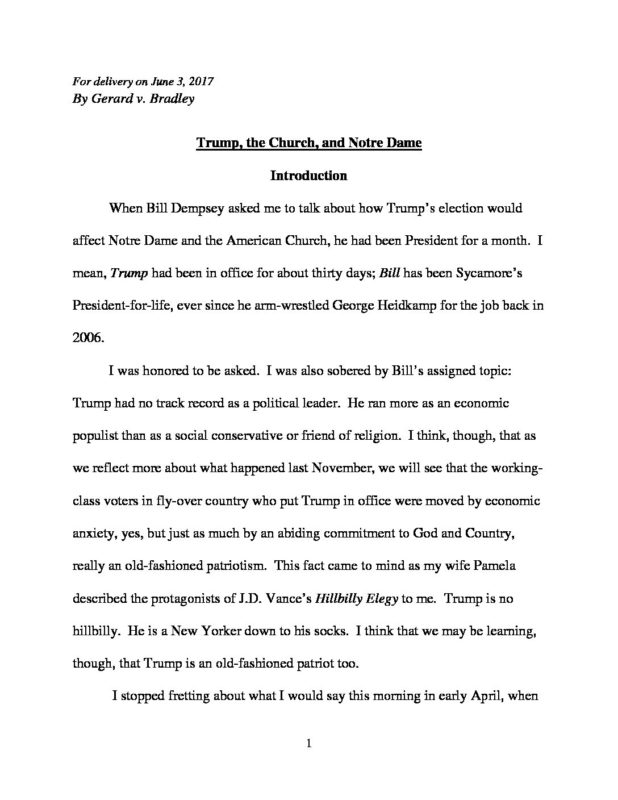 For delivery on June 3, 2017
By Gerard v. Bradley
Trump, the Church, and Notre Dame
Introduction
When Bill Dempsey asked me to talk about how Trump's election would
affect Notre Dame and the American Church, he had been President for a month. I
mean, Trump had been in office for about thirty days; Bill has been Sycamore's
President-for-life, ever since he arm-wrestled George Heidkamp for the job back in
2006.
I was honored to be asked. I was also sobered by Bill's assigned topic:
Trump had no track record as a political leader. He ran more as an economic
populist than as a social conservative or friend of religion. I think, though, that as
we reflect more about what happened last November, we will see that the working-
class voters in fly-over country who put Trump in office were moved by economic
anxiety, yes, but just as much by an abiding commitment to God and Country,
really an old-fashioned patriotism. This fact came to mind as my wife Pamela
described the protagonists of J.D. Vance's Hillbilly Elegy to me. Trump is no
hillbilly. He is a New Yorker down to his socks. I think that we may be learning,
though, that Trump is an old-fashioned patriot too.
I stopped fretting about what I would say this morning in early April, when
1